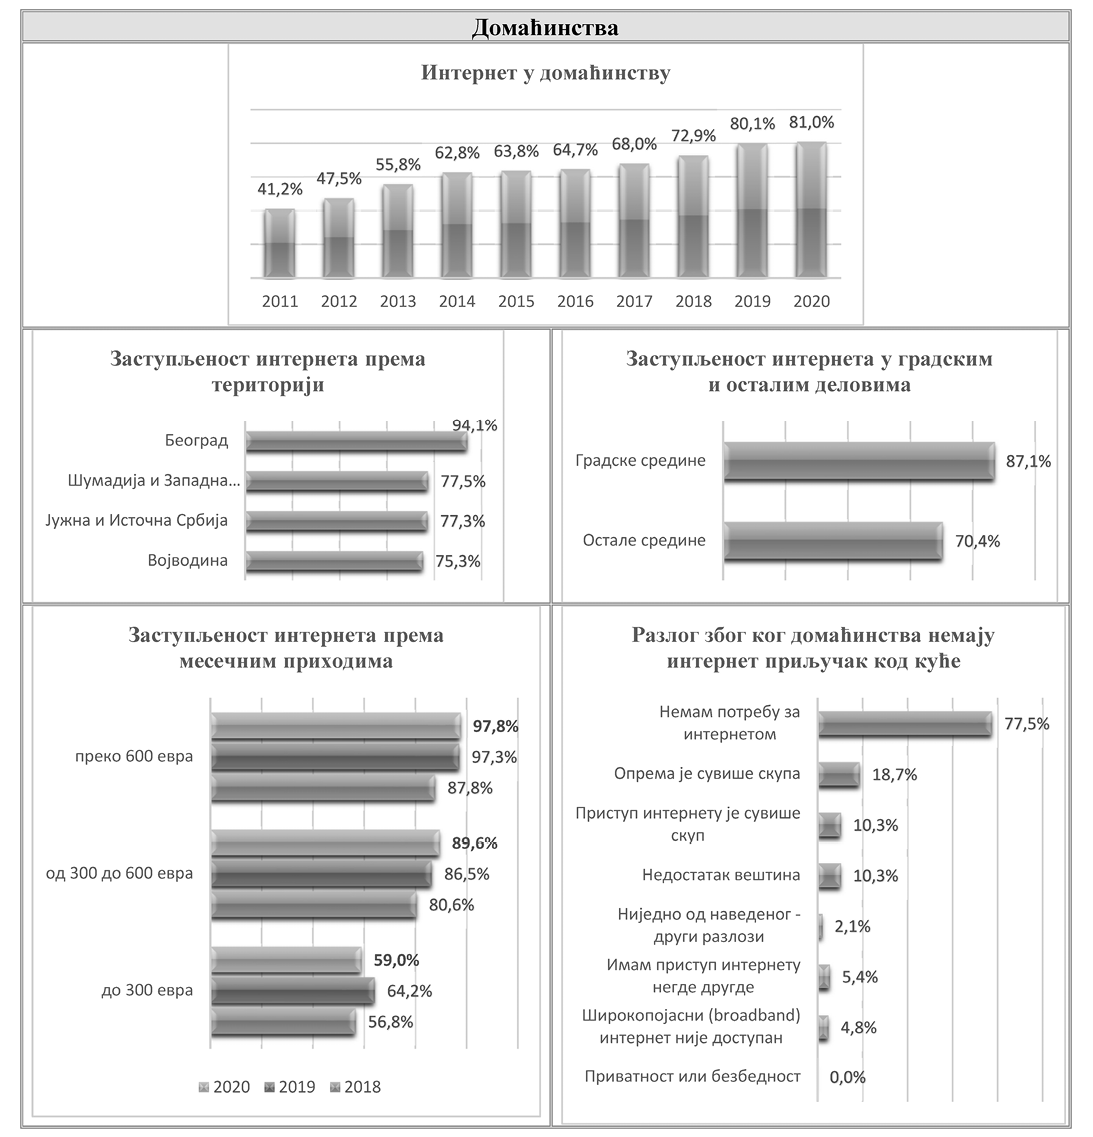 Домаћинства
Интернет у домаћинству
41,2%
47,5%
55,8%
62,8%
63,8%
64,7%
68,0%
72,9%
80,1%
81,0%
2011 2012 2013 2014 2015 2016 2017 2018 2019 2020
Заступљеност интернета према
територији
Београд 94,1%
Шумадија и Западна... 77,5%
Јужна и Источна Србија 77,3%
Војводина 75,3%
Заступљеност интернета у градским
и осталим деловима
Градске средине 87,1%
Остале средине 70,4%
Заступљеност интернета према
месечним приходима
97,8%
преко 600 евра 97,3%
87,8%
89,6%
од 300 до 600 евра 86,5%
80,6%
59,0%
до 300 евра 64,2%
56,8%
2020 2019 2018
Разлог због ког домаћинства немају
интернет приључак код куће
Немам потребу за
интернетом
77,5%
Опрема је сувише скупа 18,7%
Приступ интернету је сувише
скуп
10,3%
Недостатак вештина 10,3%
Ниједно од наведеног -
други разлози
2,1%
Имам приступ интернету
негде другде
5,4%
Широкопојасни (broadband)
интернет није доступан
4,8%
Приватност или безбедност 0,0%